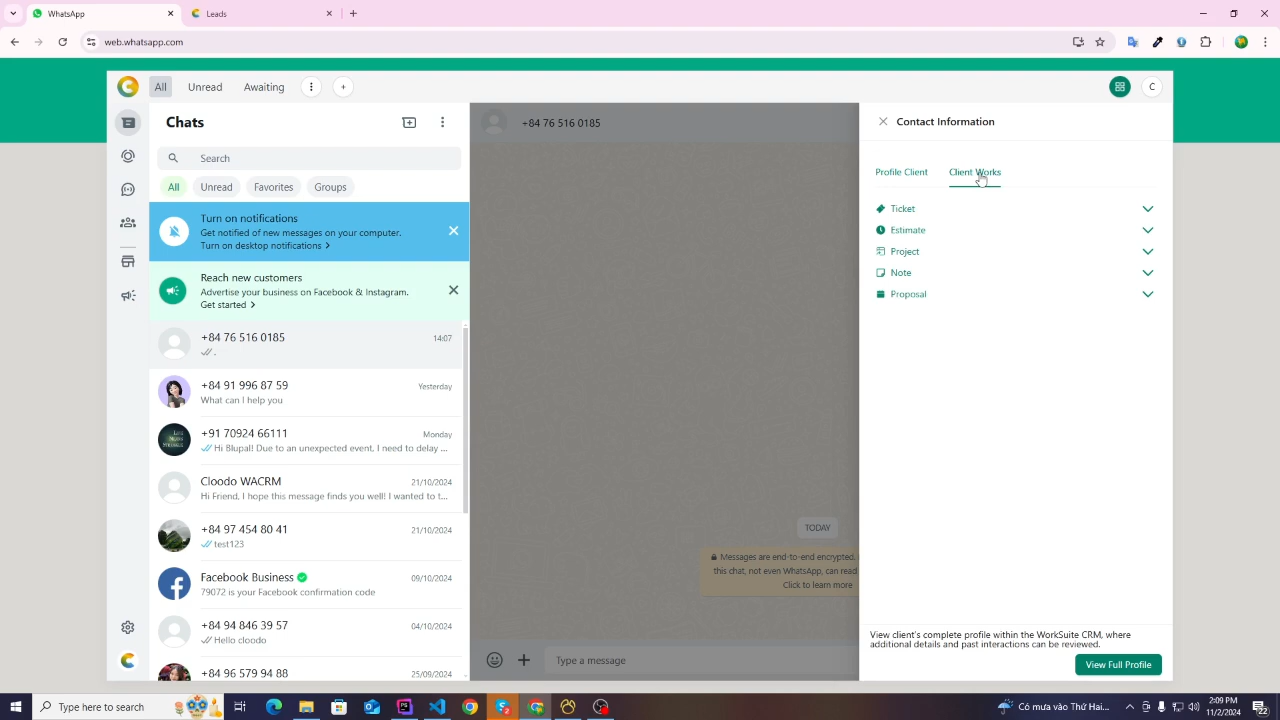 WhatsApp
Leads
web.whatsapp.com
All
Unread
Awaiting
C
Chats
+84 76 516 0185
Contact Information
Search
Profile Client
Client Works
All
Unread
Favorites
Groups
Ticket
Estimate
Project
Note
Proposal
Turn on notifications
Get notified of new messages on your computer.
Turn on desktop notifications >
Reach new customers
Advertise your business on Facebook & Instagram.
Get started >
+84 76 516 0185
14:07
.
+84 91 996 87 59
Yesterday
What can I help you
+91 70924 66111
Monday
Hi Blupal! Due to an unexpected event, I need to delay ...
Cloodo WACRM
21/10/2024
Hi Friend, I hope this message finds you well! I wanted to t...
+84 97 454 80 41
21/10/2024
test123
Facebook Business
09/10/2024
79072 is your Facebook confirmation code
+84 94 846 39 57
04/10/2024
Hello cloodo
+84 96 579 94 88
25/09/2024
TODAY
Messages are end-to-end encrypted.
this chat, not even WhatsApp, can read
Click to learn more
Type a message
View client's complete profile within the WorkSuite CRM, where
additional details and past interactions can be reviewed.
View Full Profile
Type here to search
Có mưa vào Thứ Hai...
2:09 PM
11/2/2024